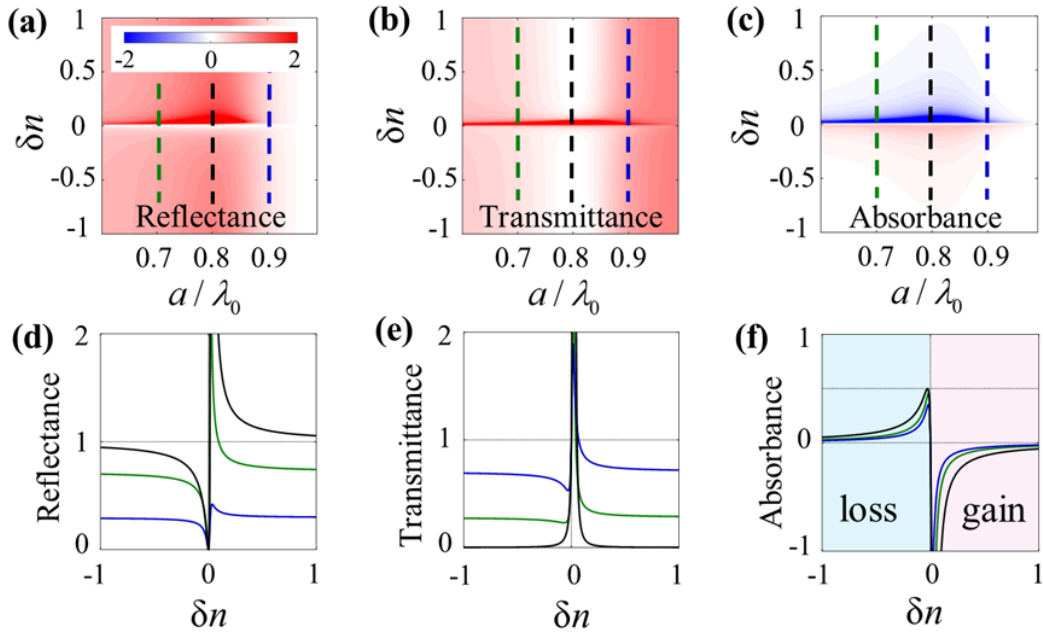 (a)
1
0.5
0
-0.5
-1
δn
-2 0 2
Reflectance
0.7 0.8 0.9
a / λ0
(b)
1
0.5
0
-0.5
-1
δn
Transmittance
0.7 0.8 0.9
a / λ0
(c)
1
0.5
0
-0.5
-1
δn
Absorbance
0.7 0.8 0.9
a / λ0
(d)
2
1
0
Reflectance
-1 0 1
δn
(e)
2
1
0
Transmittance
-1 0 1
δn
(f)
1
0
-1
Absorbance
loss gain
-1 0 1
δn